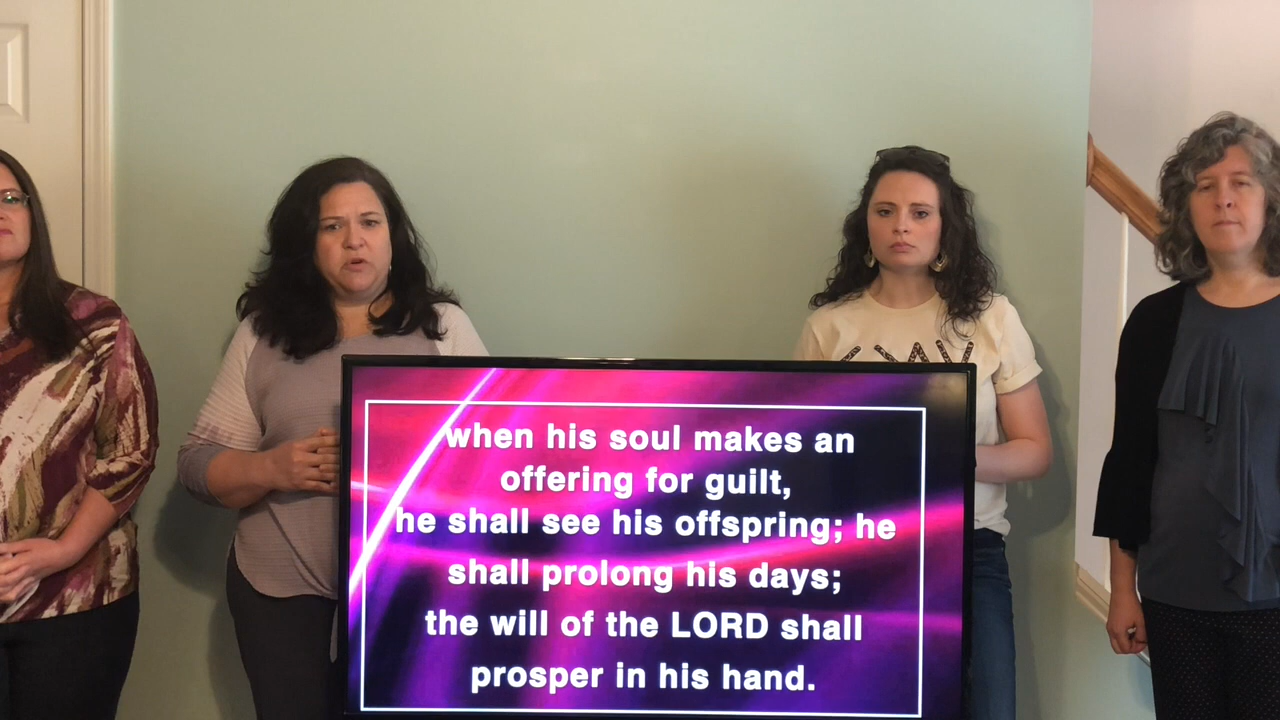 when his soul makes an
offering for guilt,
he shall see his offspring; he
shall prolong his days;
the will of the LORD shall
prosper in his hand.